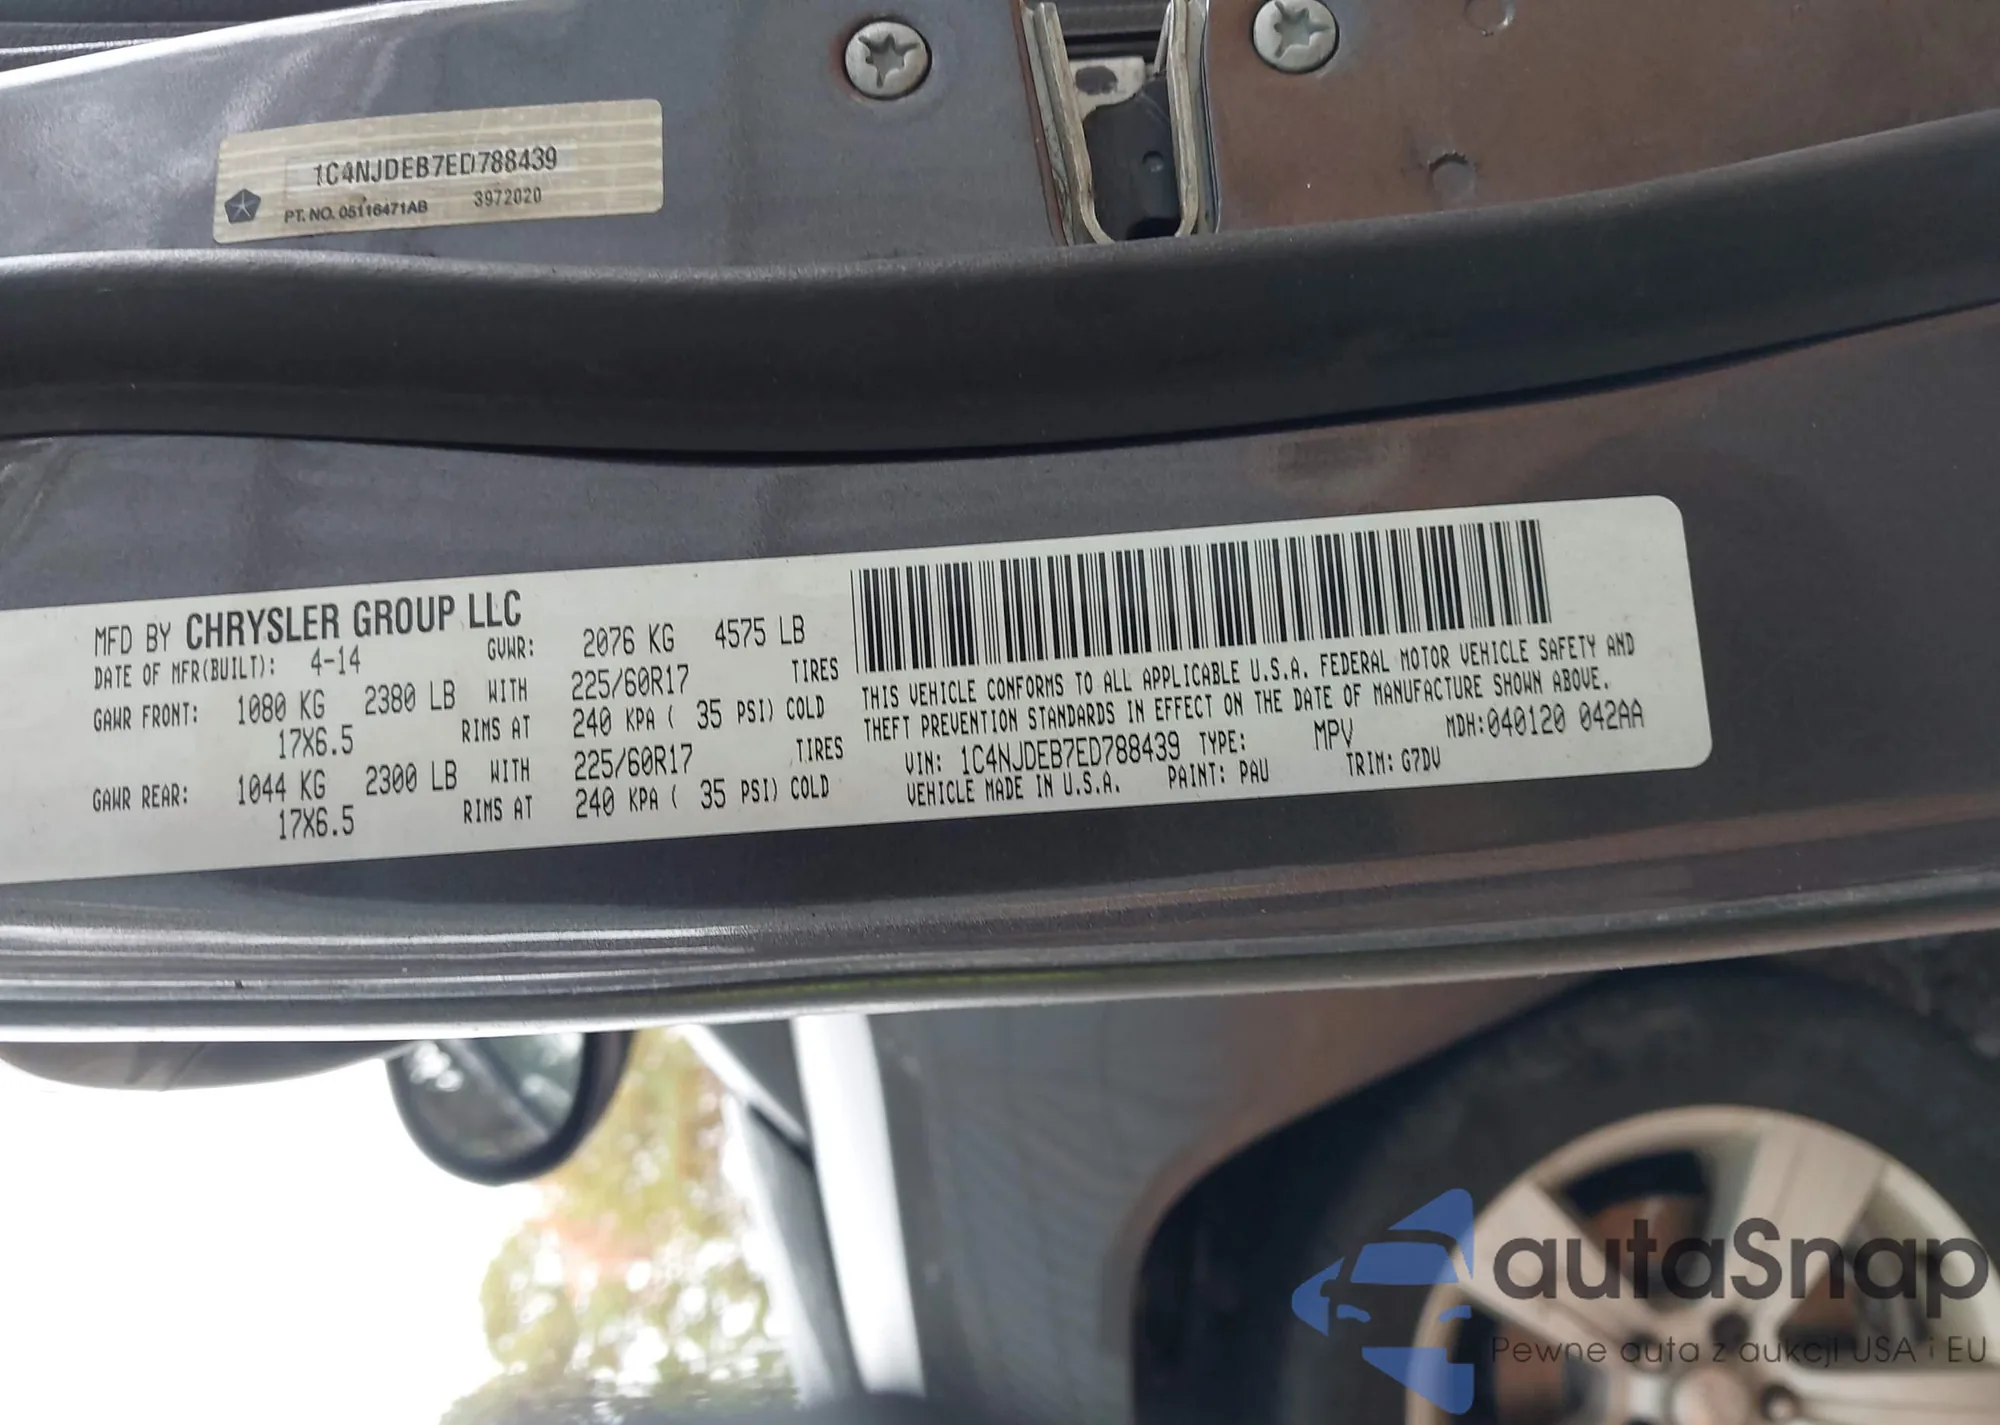 1C4NJDEB7ED788439
PT. NO. 05116471AB 3972020
MFD BY CHRYSLER GROUP LLC
DATE OF MFR(BUILT): 4-14 GVWR: 2076 KG 4575 LB
GAWR FRONT: 1080 KG 2380 LB WITH 225/60R17 TIRES
17X6.5 RIMS AT 240 KPA ( 35 PSI) COLD
GAWR REAR: 1044 KG 2300 LB WITH 225/60R17 TIRES
17X6.5 RIMS AT 240 KPA ( 35 PSI) COLD
THIS VEHICLE CONFORMS TO ALL APPLICABLE U.S.A. FEDERAL MOTOR VEHICLE SAFETY AND
THEFT PREVENTION STANDARDS IN EFFECT ON THE DATE OF MANUFACTURE SHOWN ABOVE.
VIN: 1C4NJDEB7ED788439 TYPE: MPV MDH:040120 042AA
VEHICLE MADE IN U.S.A. PAINT: PAU TRIM: G7DV
autaSnap
Pewne auta z aukcji USA i EU